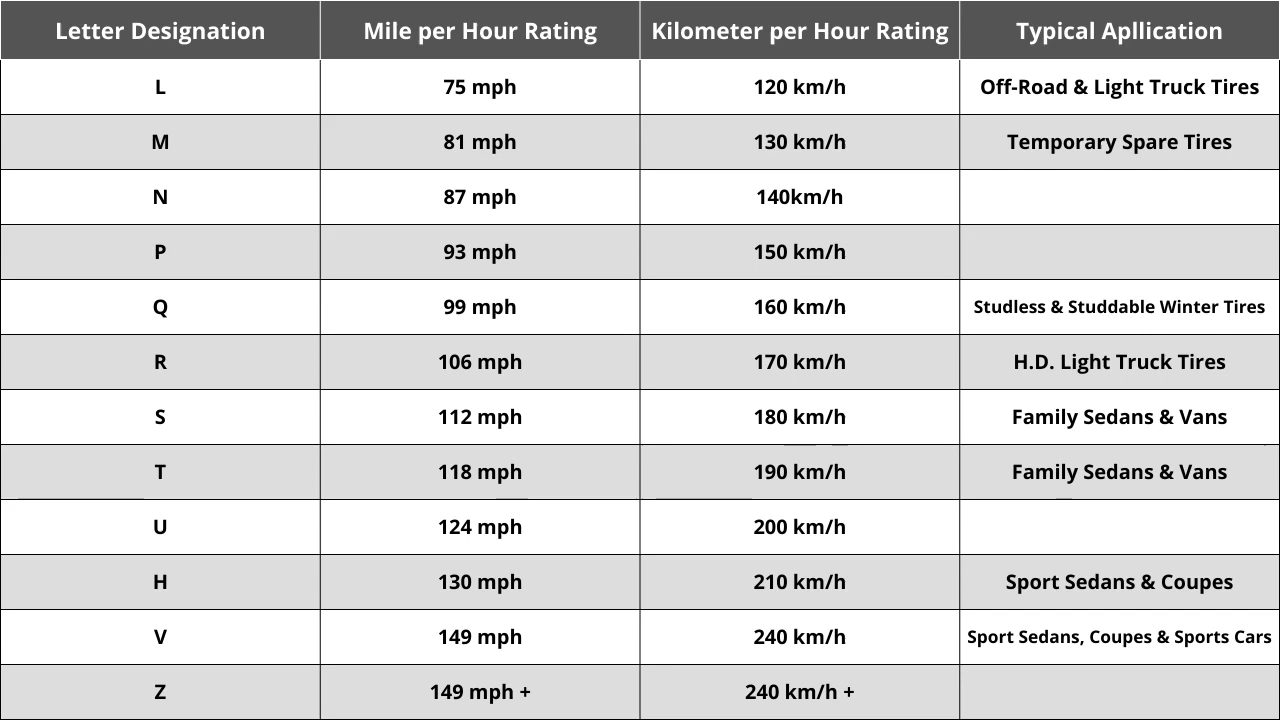 Letter Designation Mile per Hour Rating Kilometer per Hour Rating Typical Apllication
L 75 mph 120 km/h Off-Road & Light Truck Tires
M 81 mph 130 km/h Temporary Spare Tires
N 87 mph 140km/h
P 93 mph 150 km/h
Q 99 mph 160 km/h Studless & Studdable Winter Tires
R 106 mph 170 km/h H.D. Light Truck Tires
S 112 mph 180 km/h Family Sedans & Vans
T 118 mph 190 km/h Family Sedans & Vans
U 124 mph 200 km/h
H 130 mph 210 km/h Sport Sedans & Coupes
V 149 mph 240 km/h Sport Sedans, Coupes & Sports Cars
Z 149 mph + 240 km/h +